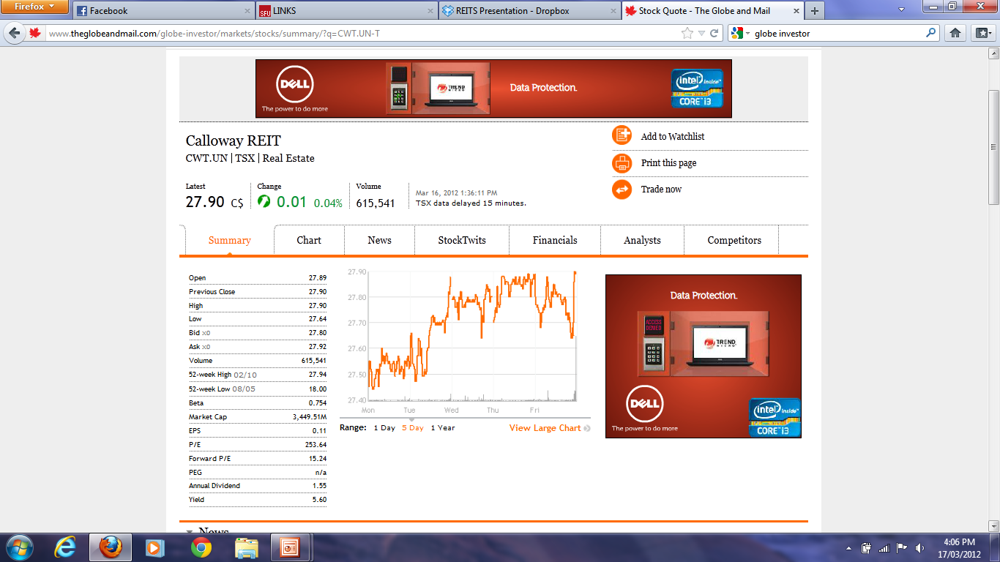 Firefox
Facebook
SFU LINKS
REITS Presentation - Dropbox
Stock Quote - The Globe and Mail
www.theglobeandmail.com/globe-investor/markets/stocks/summary/?q=CWT.UN-T
globe investor
DELL
The power to do more
TREND MICRO
Data Protection.
intel inside™
CORE™ i3
Calloway REIT
CWT.UN | TSX | Real Estate
Add to Watchlist
Print this page
Trade now
Latest Change Volume
27.90 C$ 0.01 0.04% 615,541
Mar 16, 2012 1:36:11 PM
TSX data delayed 15 minutes.
Summary Chart News StockTwits Financials Analysts Competitors
Open 27.89
Previous Close 27.90
High 27.90
Low 27.64
Bid x0 27.80
Ask x0 27.92
Volume 615,541
52-week High 02/10 27.94
52-week Low 08/05 18.00
Beta 0.754
Market Cap 3,449.51M
EPS 0.11
P/E 253.64
Forward P/E 15.24
PEG n/a
Annual Dividend 1.55
Yield 5.60
27.90
27.80
27.70
27.60
27.50
27.40
Mon Tue Wed Thu Fri
Range: 1 Day 5 Day 1 Year View Large Chart
Data Protection.
ACCESS DENIED
TREND MICRO
DELL
The power to do more
intel inside™
CORE™ i3
News
4:06 PM
17/03/2012